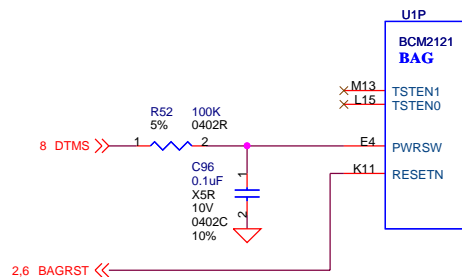 U1P
BCM2121
BAG
M13 TSTEN1
L15 TSTEN0
R52 100K
5% 0402R
8 DTMS 1 2 E4 PWRSW
K11 RESETN
C96 1
0.1uF
X5R
10V
0402C 2
10%
2,6 BAGRST